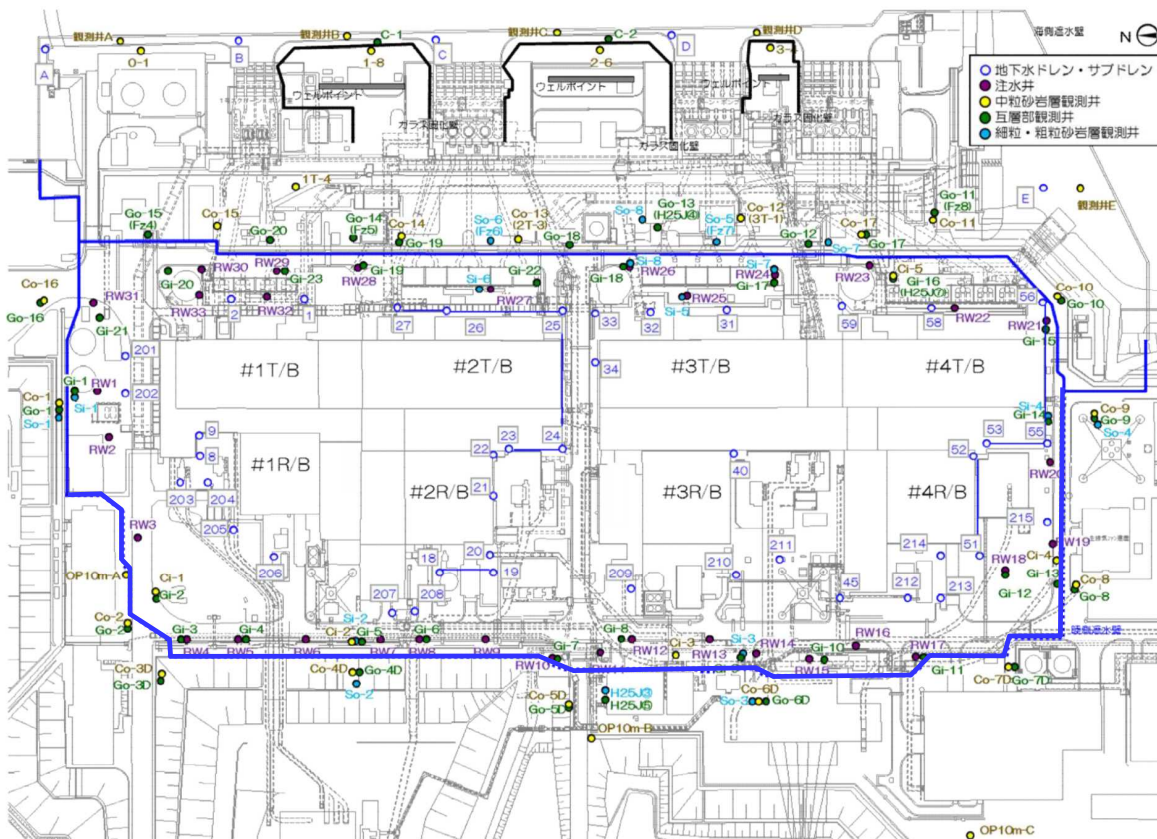 観測井A
観測井B
C-1
観測井C
C-2
D
観測井D
海側遮水壁
N
A
0-1
B
1-8
C
2-6
3-
地下水ドレン・サブドレン
注水井
中粒砂岩層観測井
互層部観測井
細粒・粗粒砂岩層観測井
ウェルポイント
ウェルポイント
ウェルポイント
ガラス固化壁
ガラス固化壁
ガラス固化壁
1T-4
E
観測井E
Go-15
(Fz4)
Co-15
Go-20
Go-14
(Fz5)
Co-14
Go-19
So-6
(Fz6)
Co-13
(2T-3)
Go-18
So-8
Go-13
(H25J④)
So-5
(Fz7)
Co-12
(3T-1)
Go-12
So-7
Co-17
Go-17
Go-11
(Fz8)
Co-11
Co-16
Go-16
RW31
Gi-21
Gi-20
RW30
RW29
Gi-23
RW33
2
RW32
1
Gi-19
Si-6
Gi-22
RW27
27
26
25
Gi-18
Si-8
RW26
Si-5
RW25
Si-7
RW24
Gi-17
33
32
31
RW23
Ci-5
Gi-16
(H25J⑦)
59
58
RW22
56
Co-10
Go-10
RW21
Gi-15
201
202
#1T/B
#2T/B
34
#3T/B
#4T/B
Gi-1
RW1
Co-1
Go-1
So-1
Si-1
RW2
Si-4
Gi-14
Co-9
Go-9
So-4
9
8
#1R/B
22
23
24
#2R/B
21
40
#3R/B
52
53
55
#4R/B
RW20
203
204
205
206
RW3
18
20
19
207
208
209
210
211
45
212
213
214
51
215
RW19
RW18
Ci-4
Gi-13
Gi-12
Co-8
Go-8
OP10m-A
Ci-1
Gi-2
Co-2
Go-2
Gi-3
RW4
RW5
Gi-4
RW6
Si-2
Ci-2
Gi-5
RW7
RW8
Gi-6
RW9
RW10
Gi-7
Gi-8
RW12
Ci-3
RW13
Si-3
RW14
RW15
Gi-10
RW16
RW17
Gi-11
陸側遮水壁
Co-3D
Go-3D
Co-4D
Go-4D
So-2
Co-5D
Go-5D
H25J③
H25J⑤
Co-6D
So-3
Go-6D
Co-7D
Go-7D
OP10m-B
OP10m-C